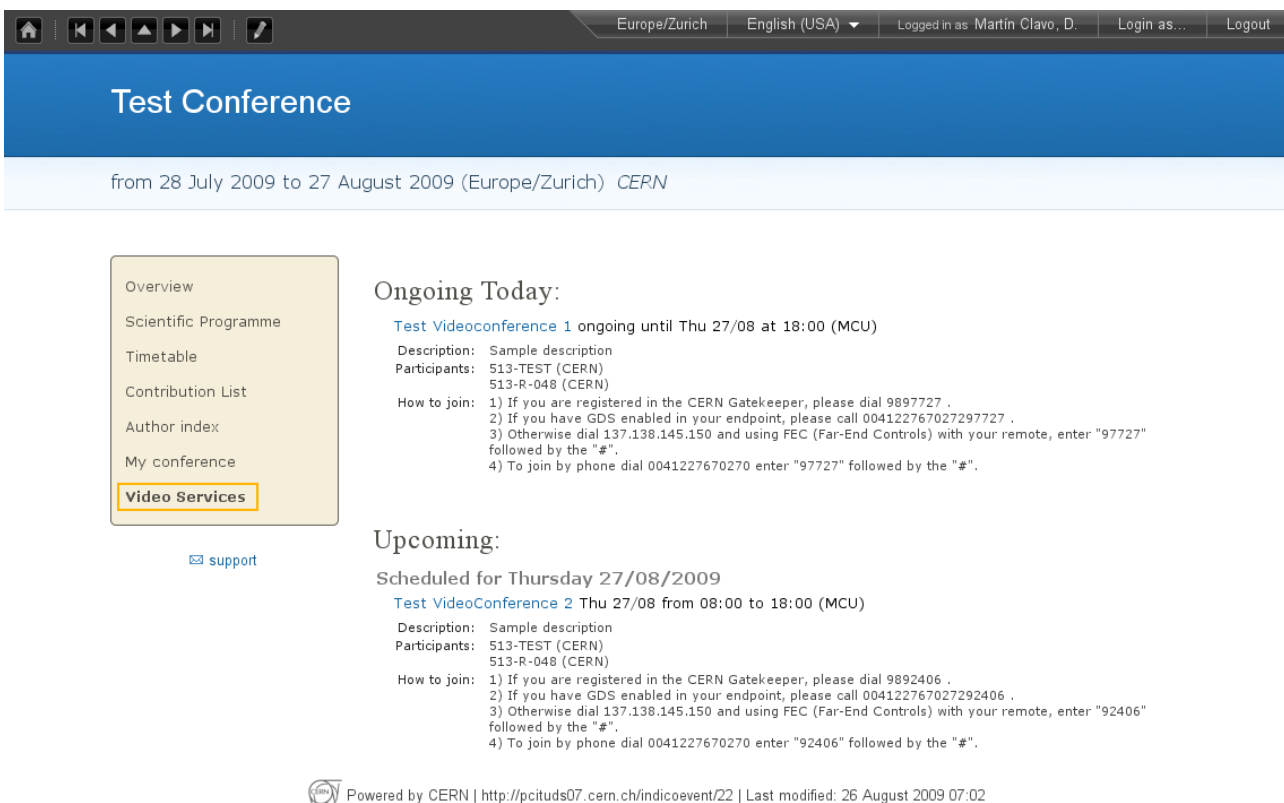 Europe/Zurich English (USA) Logged in as Martín Clavo, D. Login as... Logout
Test Conference
from 28 July 2009 to 27 August 2009 (Europe/Zurich) CERN
Overview
Scientific Programme
Timetable
Contribution List
Author index
My conference
Video Services
support
Ongoing Today:
Test Videoconference 1 ongoing until Thu 27/08 at 18:00 (MCU)
Description: Sample description
Participants: 513-TEST (CERN)
513-R-048 (CERN)
How to join: 1) If you are registered in the CERN Gatekeeper, please dial 9897727 .
2) If you have GDS enabled in your endpoint, please call 004122767027297727 .
3) Otherwise dial 137.138.145.150 and using FEC (Far-End Controls) with your remote, enter "97727"
followed by the "#".
4) To join by phone dial 0041227670270 enter "97727" followed by the "#".
Upcoming:
Scheduled for Thursday 27/08/2009
Test VideoConference 2 Thu 27/08 from 08:00 to 18:00 (MCU)
Description: Sample description
Participants: 513-TEST (CERN)
513-R-048 (CERN)
How to join: 1) If you are registered in the CERN Gatekeeper, please dial 9892406 .
2) If you have GDS enabled in your endpoint, please call 004122767027292406 .
3) Otherwise dial 137.138.145.150 and using FEC (Far-End Controls) with your remote, enter "92406"
followed by the "#".
4) To join by phone dial 0041227670270 enter "92406" followed by the "#".
CERN Powered by CERN | http://pcituds07.cern.ch/indicoevent/22 | Last modified: 26 August 2009 07:02